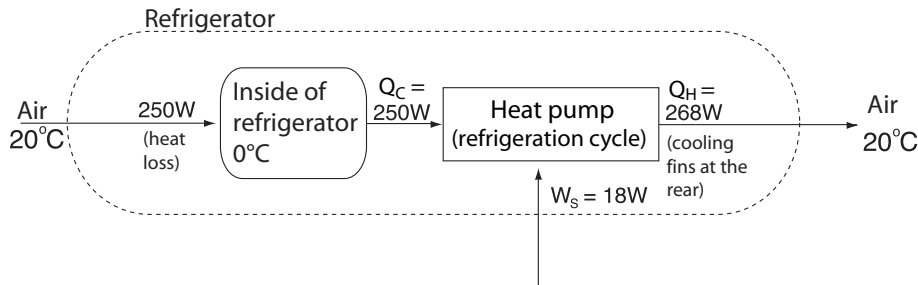 Refrigerator
Air
20°C
250W
(heat
loss)
Inside of
refrigerator
0°C
Q_C =
250W
Heat pump
(refrigeration cycle)
Q_H =
268W
(cooling
fins at the
rear)
W_S = 18W
Air
20°C